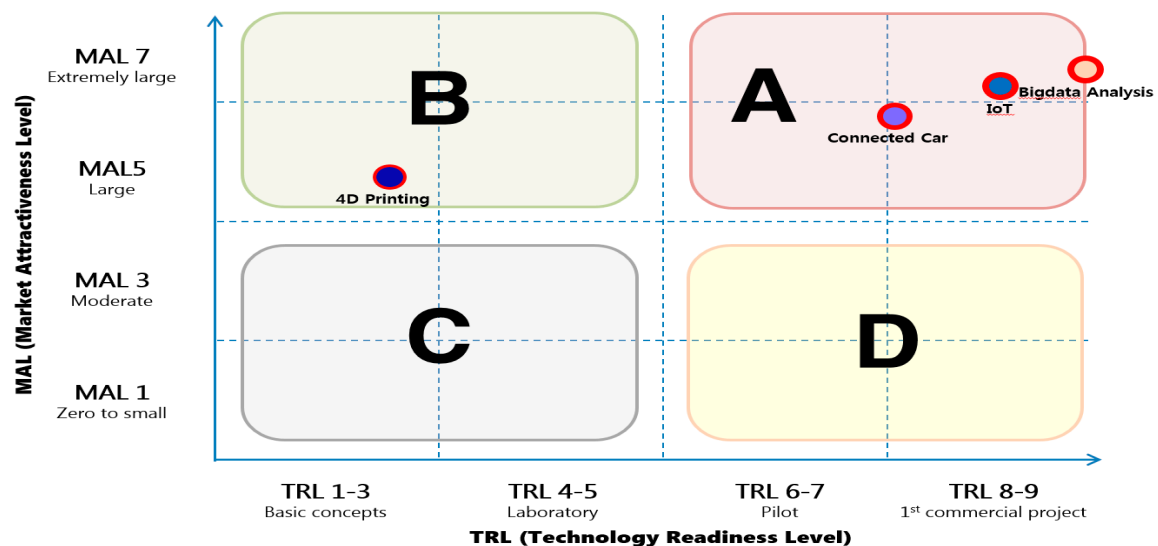 MAL (Market Attractiveness Level)
MAL 7
Extremely large
MAL5
Large
MAL 3
Moderate
MAL 1
Zero to small
B
A
Bigdata Analysis
IoT
Connected Car
4D Printing
C
D
TRL 1-3
Basic concepts
TRL 4-5
Laboratory
TRL 6-7
Pilot
TRL 8-9
1st commercial project
TRL (Technology Readiness Level)